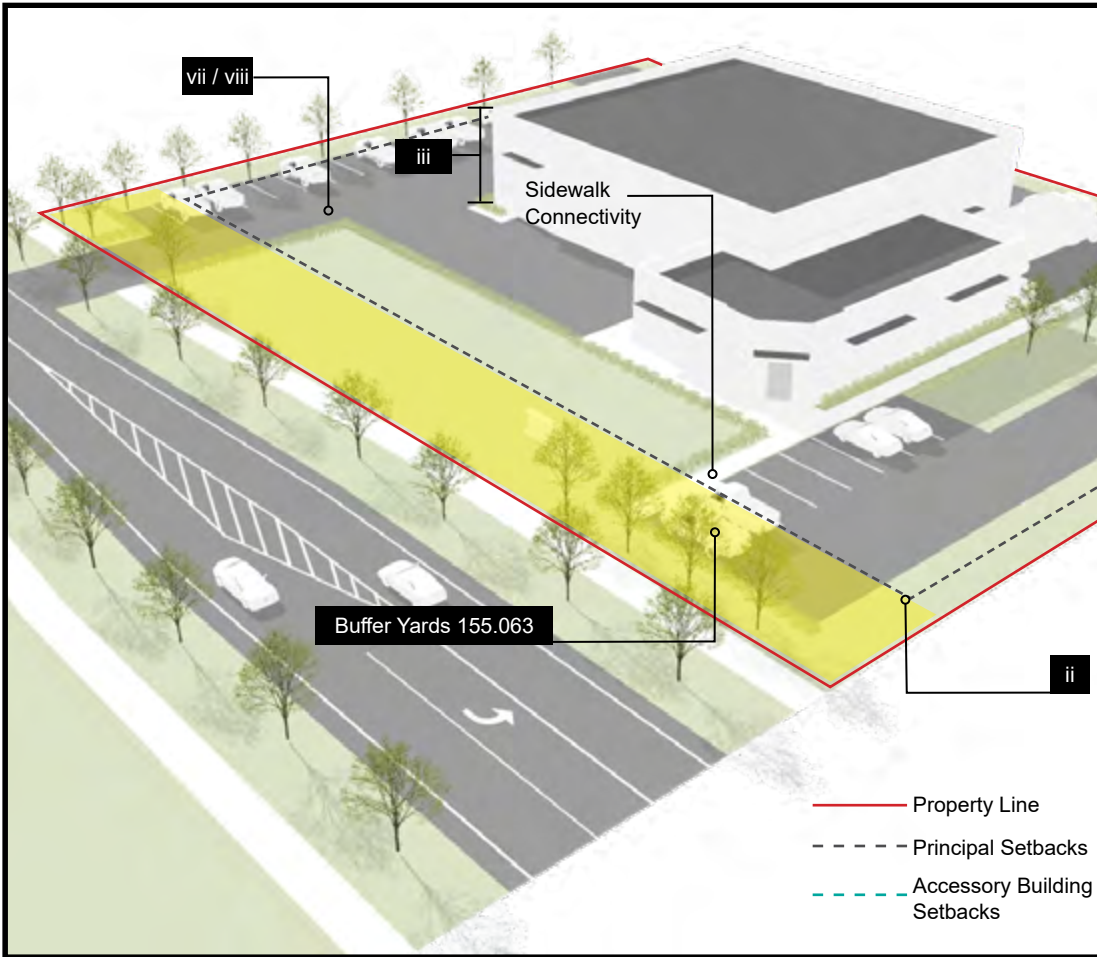 vii / viii
iii
Sidewalk
Connectivity
Buffer Yards 155.063
ii
Property Line
Principal Setbacks
Accessory Building
Setbacks